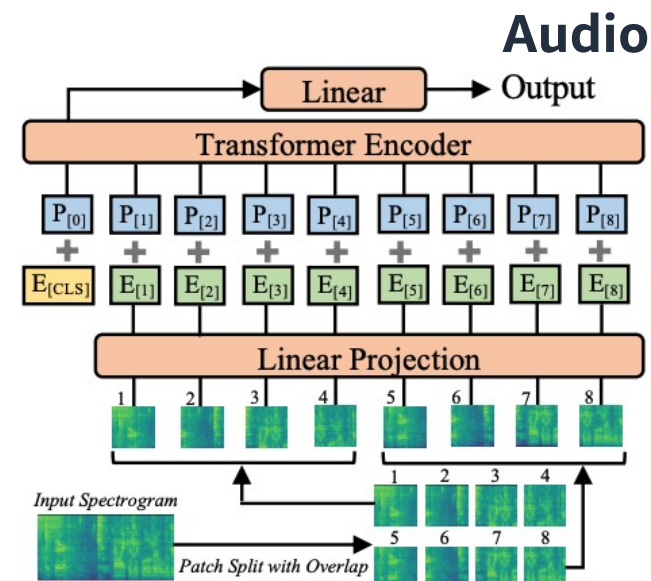 Audio
Linear
Output
Transformer Encoder
P[0] P[1] P[2] P[3] P[4] P[5] P[6] P[7] P[8]
+ + + + + + + + +
E[CLS] E[1] E[2] E[3] E[4] E[5] E[6] E[7] E[8]
Linear Projection
1 2 3 4 5 6 7 8
1 2 3 4
Input Spectrogram
5 6 7 8
Patch Split with Overlap